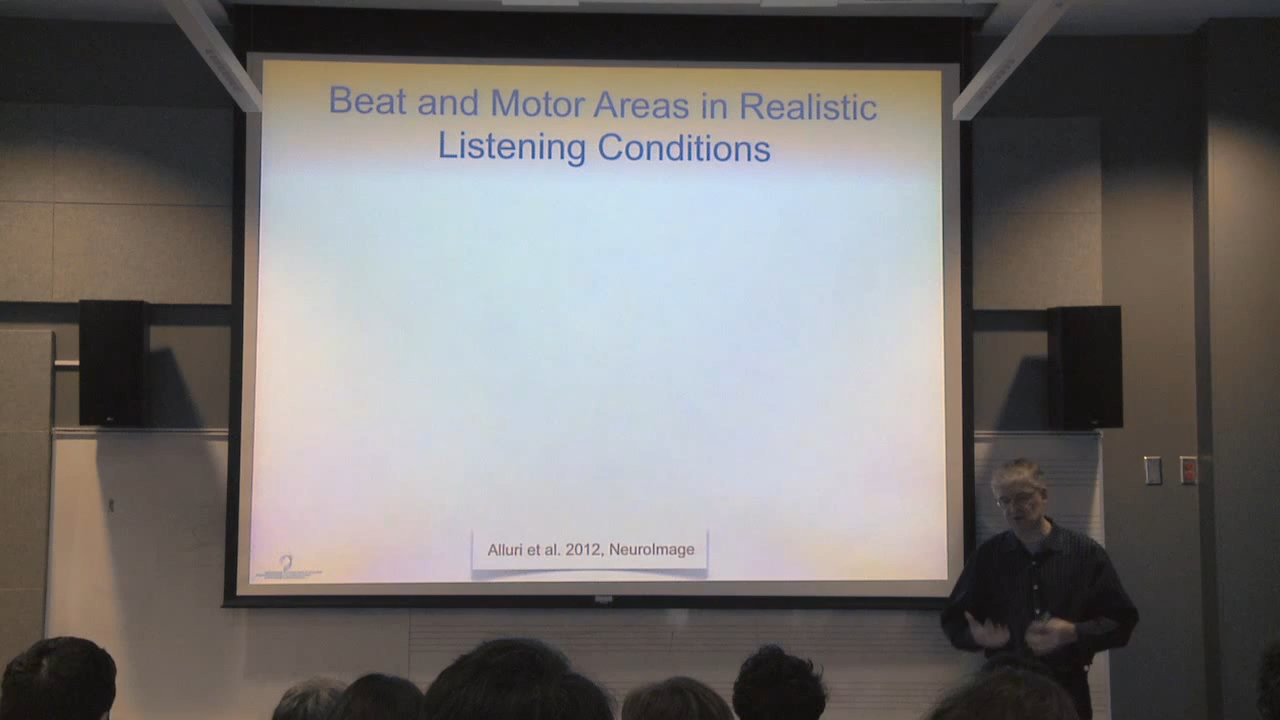 Beat and Motor Areas in Realistic
Listening Conditions
Alluri et al. 2012, NeuroImage